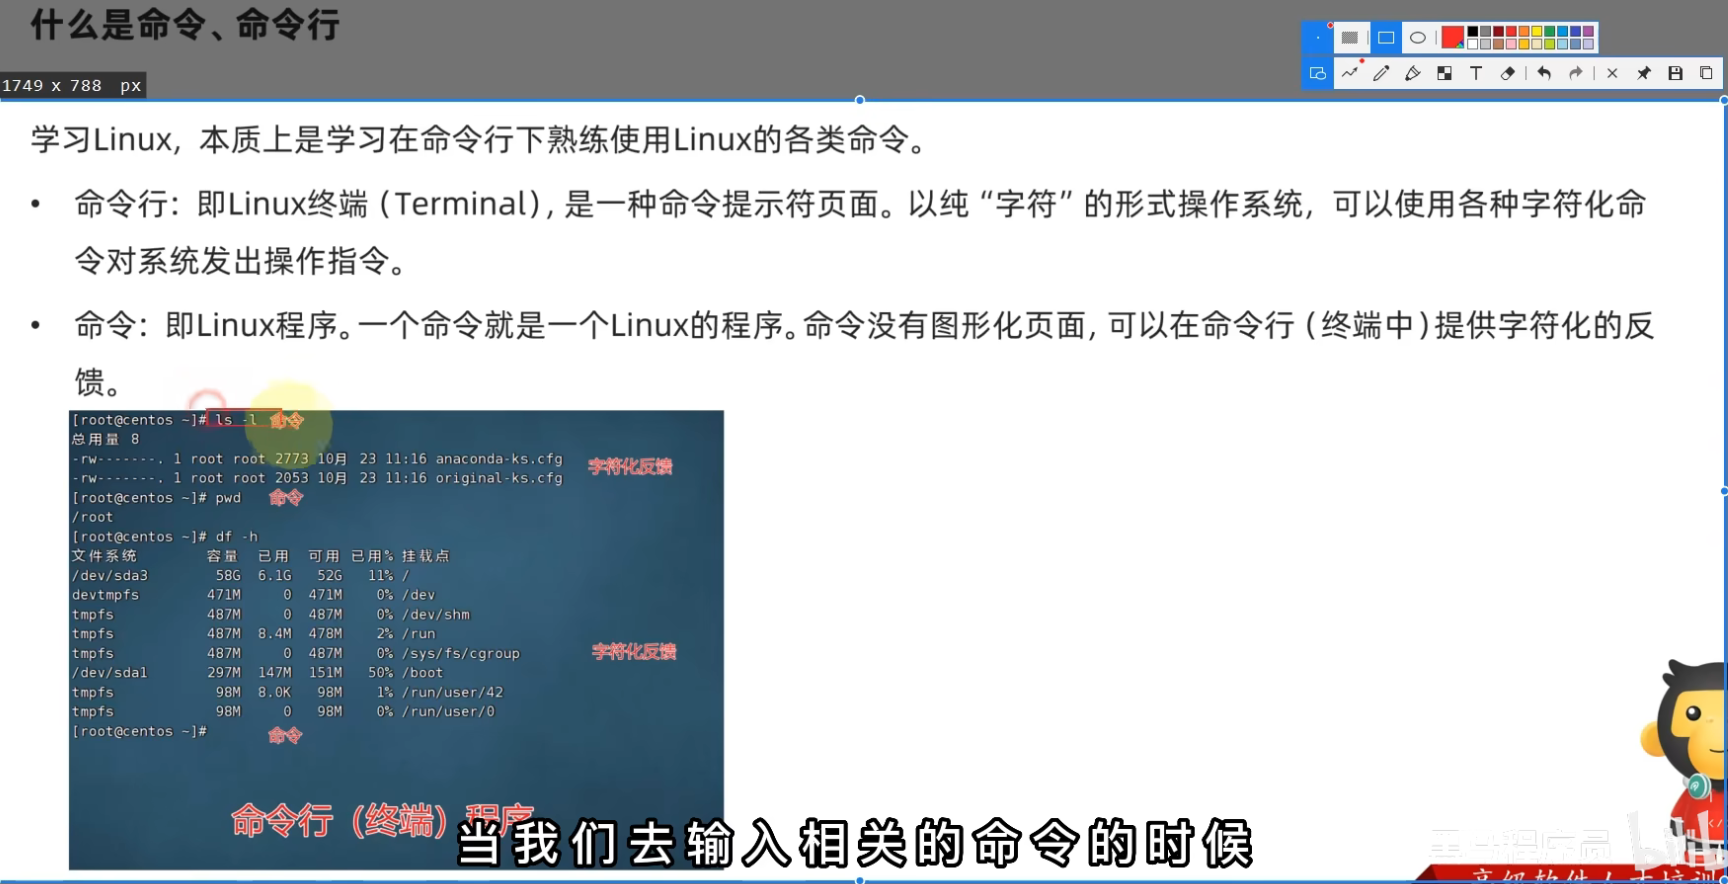 什么是命令、命令行
1749 x 788 px
学习Linux，本质上是学习在命令行下熟练使用Linux的各类命令。
• 命令行：即Linux终端（Terminal），是一种命令提示符页面。以纯“字符”的形式操作系统，可以使用各种字符化命
令对系统发出操作指令。
• 命令：即Linux程序。一个命令就是一个Linux的程序。命令没有图形化页面，可以在命令行（终端中）提供字符化的反
馈。
[root@centos ~]# ls -l 命令
总用量 8
-rw-------. 1 root root 2773 10月 23 11:16 anaconda-ks.cfg
字符化反馈
-rw-------. 1 root root 2053 10月 23 11:16 original-ks.cfg
[root@centos ~]# pwd 命令
/root
[root@centos ~]# df -h
文件系统 容量 已用 可用 已用% 挂载点
/dev/sda3 58G 6.1G 52G 11% /
devtmpfs 471M 0 471M 0% /dev
tmpfs 487M 0 487M 0% /dev/shm
tmpfs 487M 8.4M 478M 2% /run
tmpfs 487M 0 487M 0% /sys/fs/cgroup 字符化反馈
/dev/sda1 297M 147M 151M 50% /boot
tmpfs 98M 8.0K 98M 1% /run/user/42
tmpfs 98M 0 98M 0% /run/user/0
[root@centos ~]# 命令
命令行（终端）程序
当我们去输入相关的命令的时候